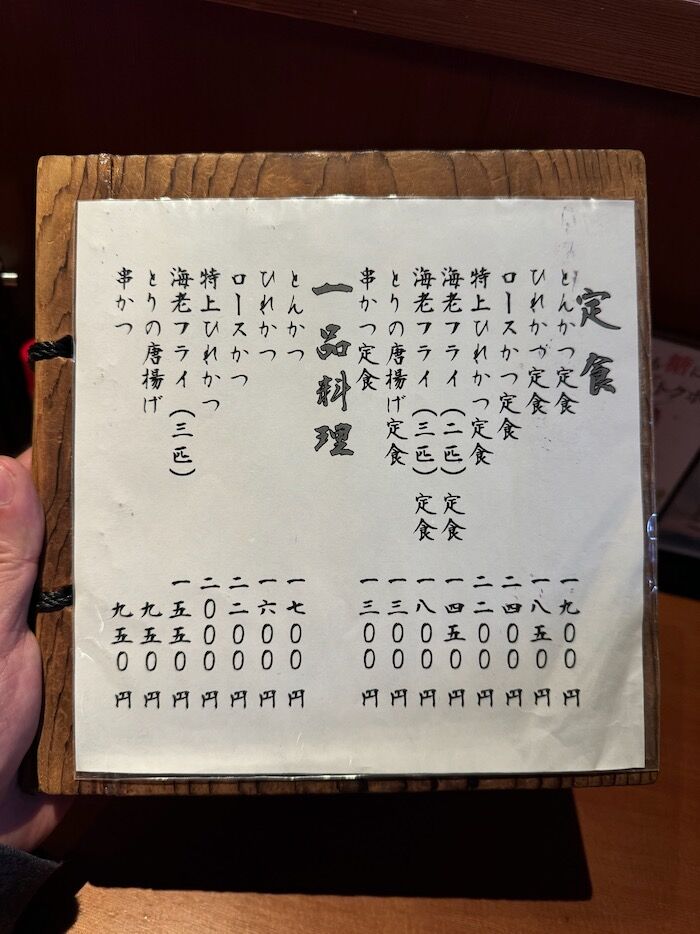 定食
とんかつ定食 一九〇〇円
ひれかつ定食 一八五〇円
ロースかつ定食 二四〇〇円
特上ひれかつ定食 二二〇〇円
海老フライ（二匹）定食 一四五〇円
海老フライ（三匹）定食 一八〇〇円
とりの唐揚げ定食 一三〇〇円
串かつ定食 一三〇〇円
一品料理
とんかつ 一七〇〇円
ひれかつ 一六〇〇円
ロースかつ 二二〇〇円
特上ひれかつ 二〇〇〇円
海老フライ（三匹） 一五五〇円
とりの唐揚げ 九五〇円
串かつ 九五〇円